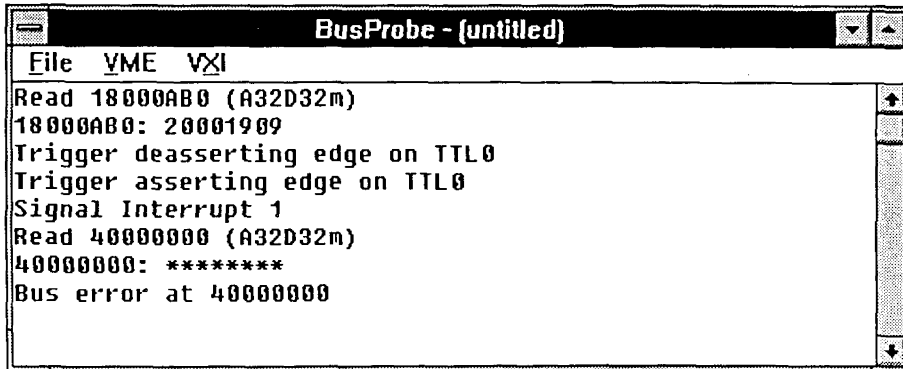 BusProbe - (untitled)
File VME VXI
Read 18000AB0 (A32D32m)
18000AB0: 20001909
Trigger deasserting edge on TTL0
Trigger asserting edge on TTL0
Signal Interrupt 1
Read 40000000 (A32D32m)
40000000: ********
Bus error at 40000000